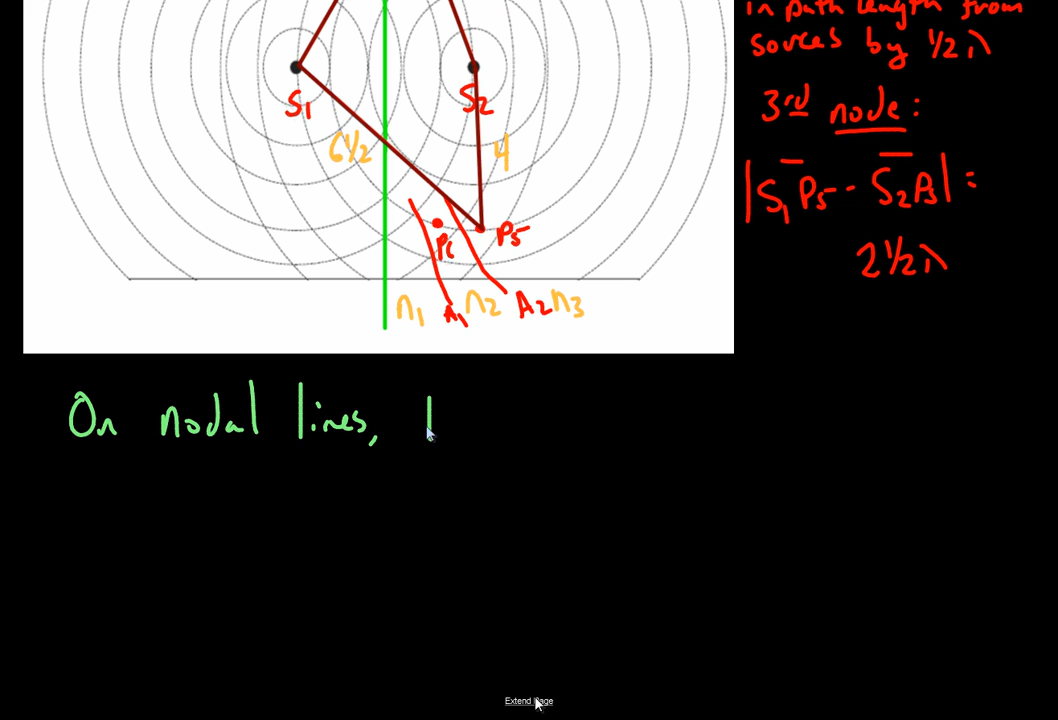 in path length from
sources by 1/2 λ
3rd node:
|S1P5 - S2P5| =
2 1/2 λ
S1
S2
6 1/2
4
P6
P5
n1
A1
n2
A2
n3
On nodal lines, |
Extend Page